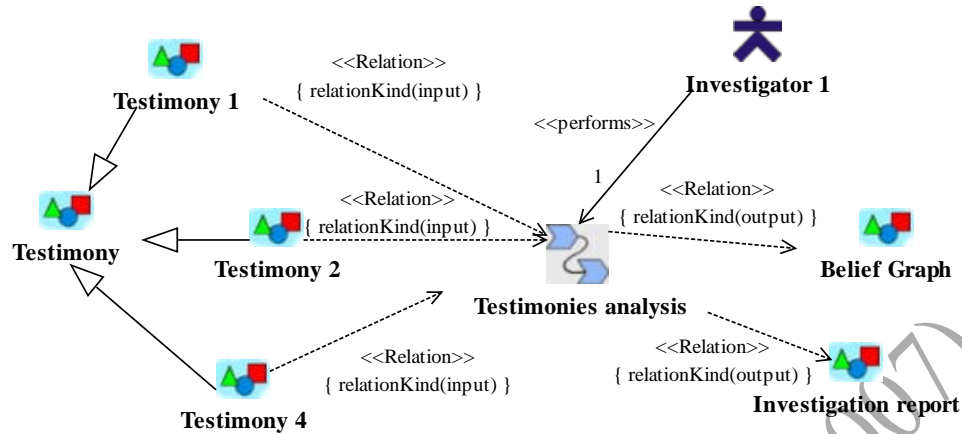 <<Relation>>
{ relationKind(input) }
Testimony 1
Investigator 1
<<performs>>
1
<<Relation>>
{ relationKind(input) }
Testimony
Testimony 2
<<Relation>>
{ relationKind(output) }
Belief Graph
Testimonies analysis
<<Relation>>
{ relationKind(input) }
Testimony 4
<<Relation>>
{ relationKind(output) }
Investigation report
007)